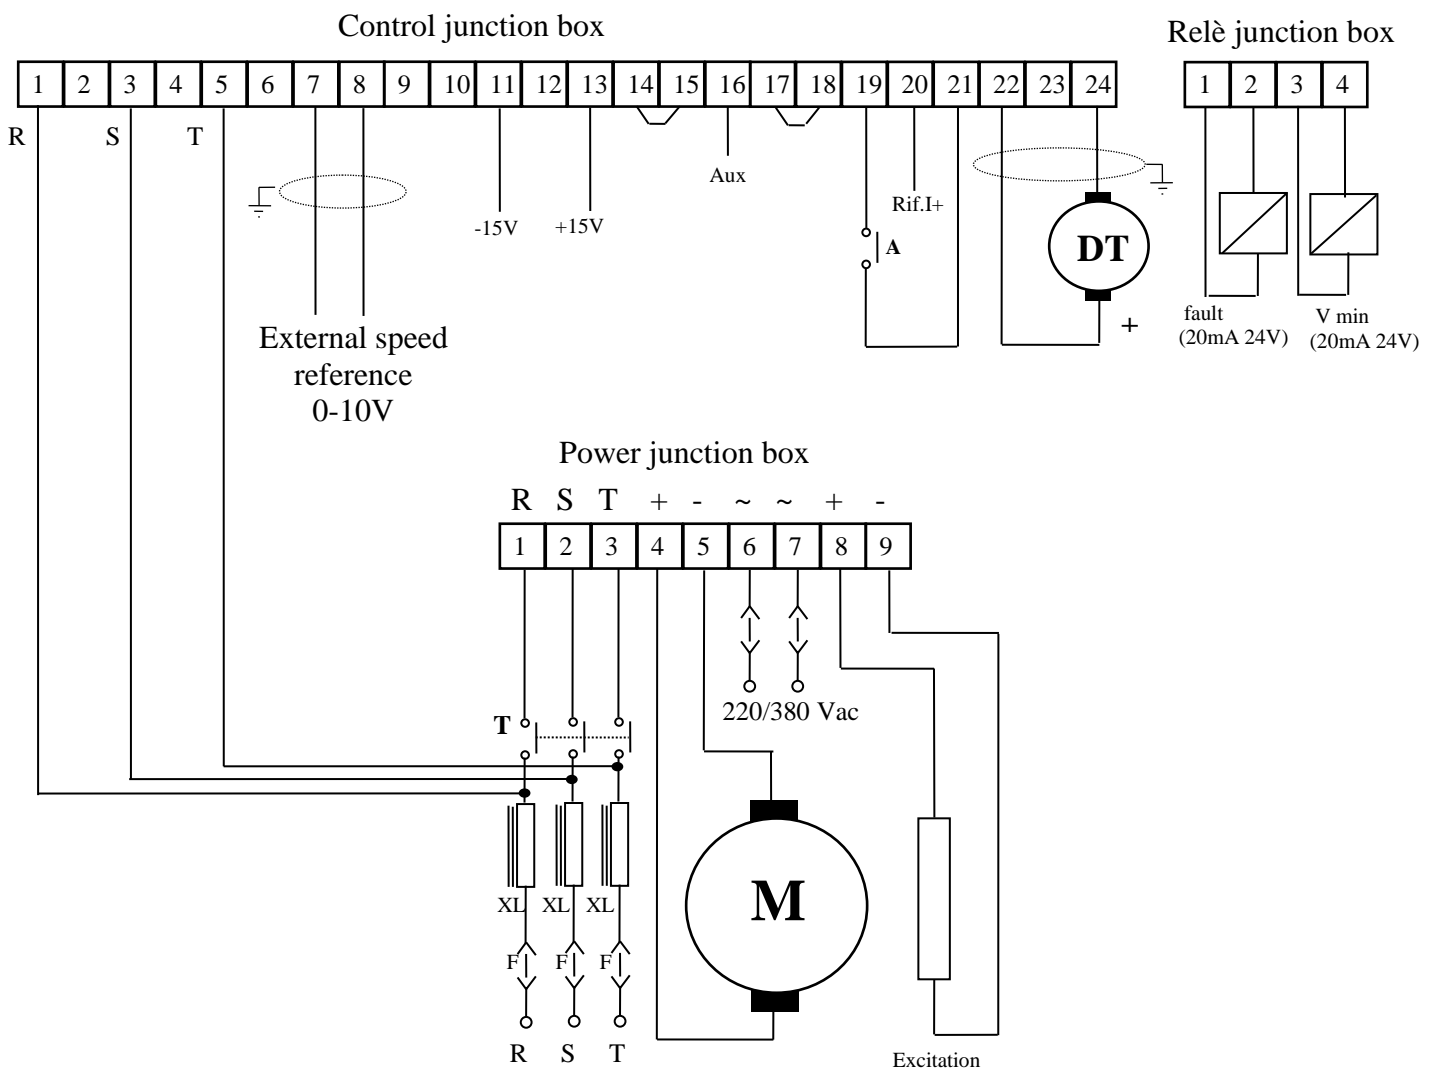 Control junction box
Relè junction box
1 2 3 4 5 6 7 8 9 10 11 12 13 14 15 16 17 18 19 20 21 22 23 24
1 2 3 4
R S T
Aux
Rif.I+
-15V +15V
A
DT
+
fault
(20mA 24V)
V min
(20mA 24V)
External speed
reference
0-10V
Power junction box
R S T + - ~ ~ + -
1 2 3 4 5 6 7 8 9
T
220/380 Vac
M
XL XL XL
F F F
R S T
Excitation